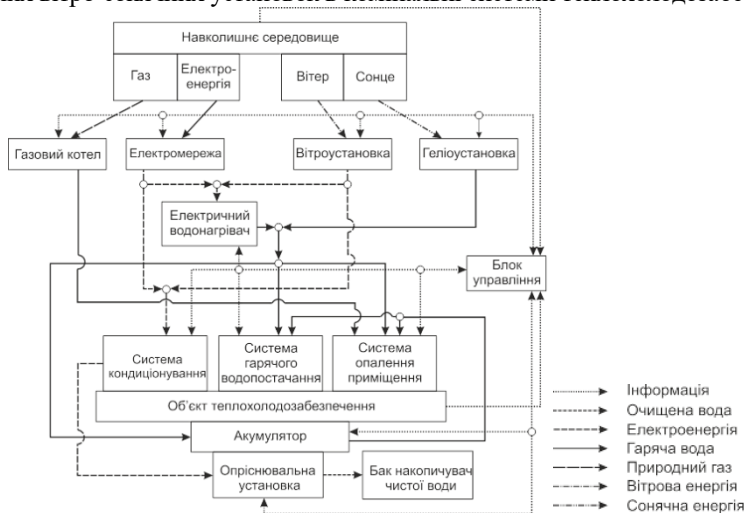 Навколишнє середовище
Газ
Електро-
енергія
Вітер
Сонце
Газовий котел
Електромережа
Вітроустановка
Геліоустановка
Електричний
водонагрівач
Блок
управління
Система
кондиціонування
Система
гарячого
водопостачання
Система
опалення
приміщення
Об'єкт теплохолодозабезпечення
Акумулятор
Опріснювальна
установка
Бак накопичувач
чистої води
Інформація
Очищена вода
Електроенергія
Гаряча вода
Природний газ
Вітрова енергія
Сонячна енергія